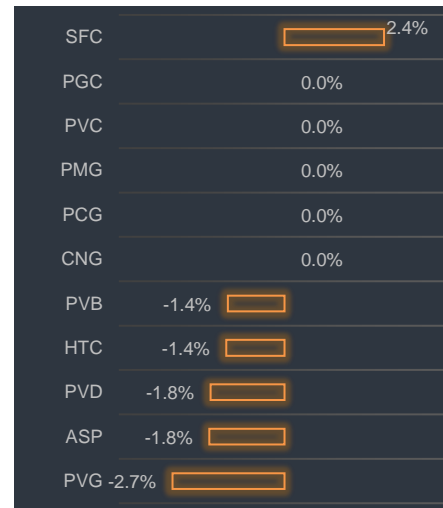 SFC 2.4%
PGC 0.0%
PVC 0.0%
PMG 0.0%
PCG 0.0%
CNG 0.0%
PVB -1.4%
HTC -1.4%
PVD -1.8%
ASP -1.8%
PVG -2.7%